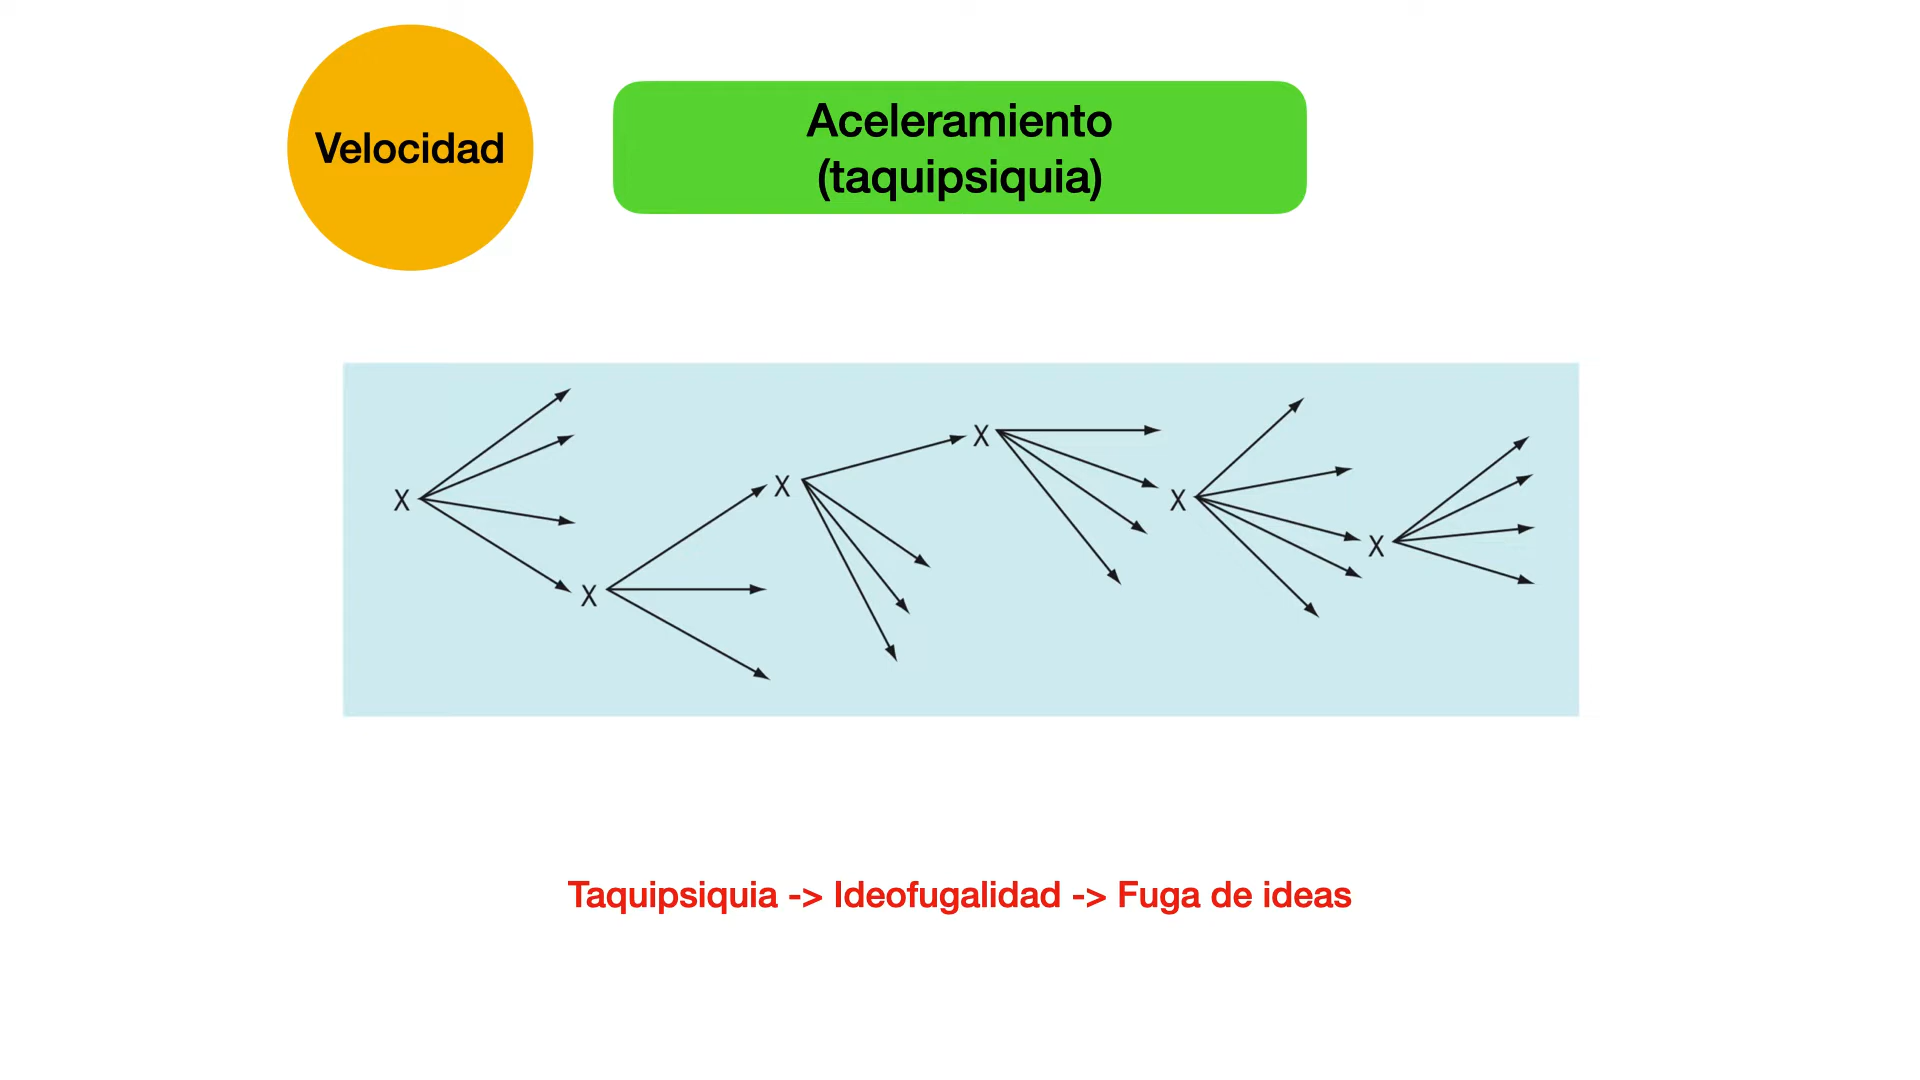 Velocidad
Aceleramiento
(taquipsiquia)
X
X
X
X
X
X
Taquipsiquia -> Ideofugalidad -> Fuga de ideas